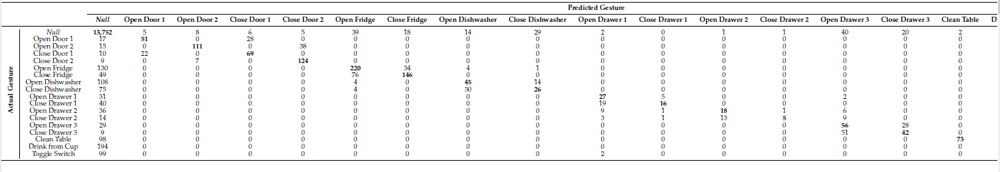 Predicted Gesture
Null Open Door 1 Open Door 2 Close Door 1 Close Door 2 Open Fridge Close Fridge Open Dishwasher Close Dishwasher Open Drawer 1 Close Drawer 1 Open Drawer 2 Close Drawer 2 Open Drawer 3 Close Drawer 3 Clean Table D
Actual Gesture
Null 13,752 5 8 6 5 39 18 14 29 2 0 1 1 40 20 2
Open Door 1 17 51 0 28 0 0 0 0 0 0 0 0 0 0 0 0
Open Door 2 15 0 111 0 38 0 0 0 0 0 0 0 0 0 0 0
Close Door 1 10 22 0 69 0 0 0 0 0 0 0 0 0 0 0 0
Close Door 2 9 0 7 0 124 0 0 0 0 0 0 0 0 0 0 0
Open Fridge 130 0 0 0 0 220 34 4 1 0 0 0 0 0 0 0
Close Fridge 49 0 0 0 0 76 146 0 0 0 0 0 0 0 0 0
Open Dishwasher 108 0 0 0 0 4 0 45 14 0 0 0 0 0 0 0
Close Dishwasher 75 0 0 0 0 4 0 30 26 0 0 0 0 0 0 0
Open Drawer 1 31 0 0 0 0 0 0 0 0 27 5 0 0 2 0 0
Close Drawer 1 40 0 0 0 0 0 0 0 0 19 16 0 0 0 0 0
Open Drawer 2 36 0 0 0 0 0 0 0 0 9 1 18 1 6 0 0
Close Drawer 2 14 0 0 0 0 0 0 0 0 3 1 13 5 9 0 0
Open Drawer 3 29 0 0 0 0 0 0 0 0 0 0 0 0 56 28 0
Close Drawer 3 9 0 0 0 0 0 0 0 0 0 0 0 0 51 42 0
Clean Table 98 0 0 0 0 0 0 0 0 0 0 0 0 0 0 73
Drink from Cup 194 0 0 0 0 0 0 0 0 0 0 0 0 0 0 0
Toggle Switch 99 0 0 0 0 0 0 0 0 2 0 0 0 0 0 0